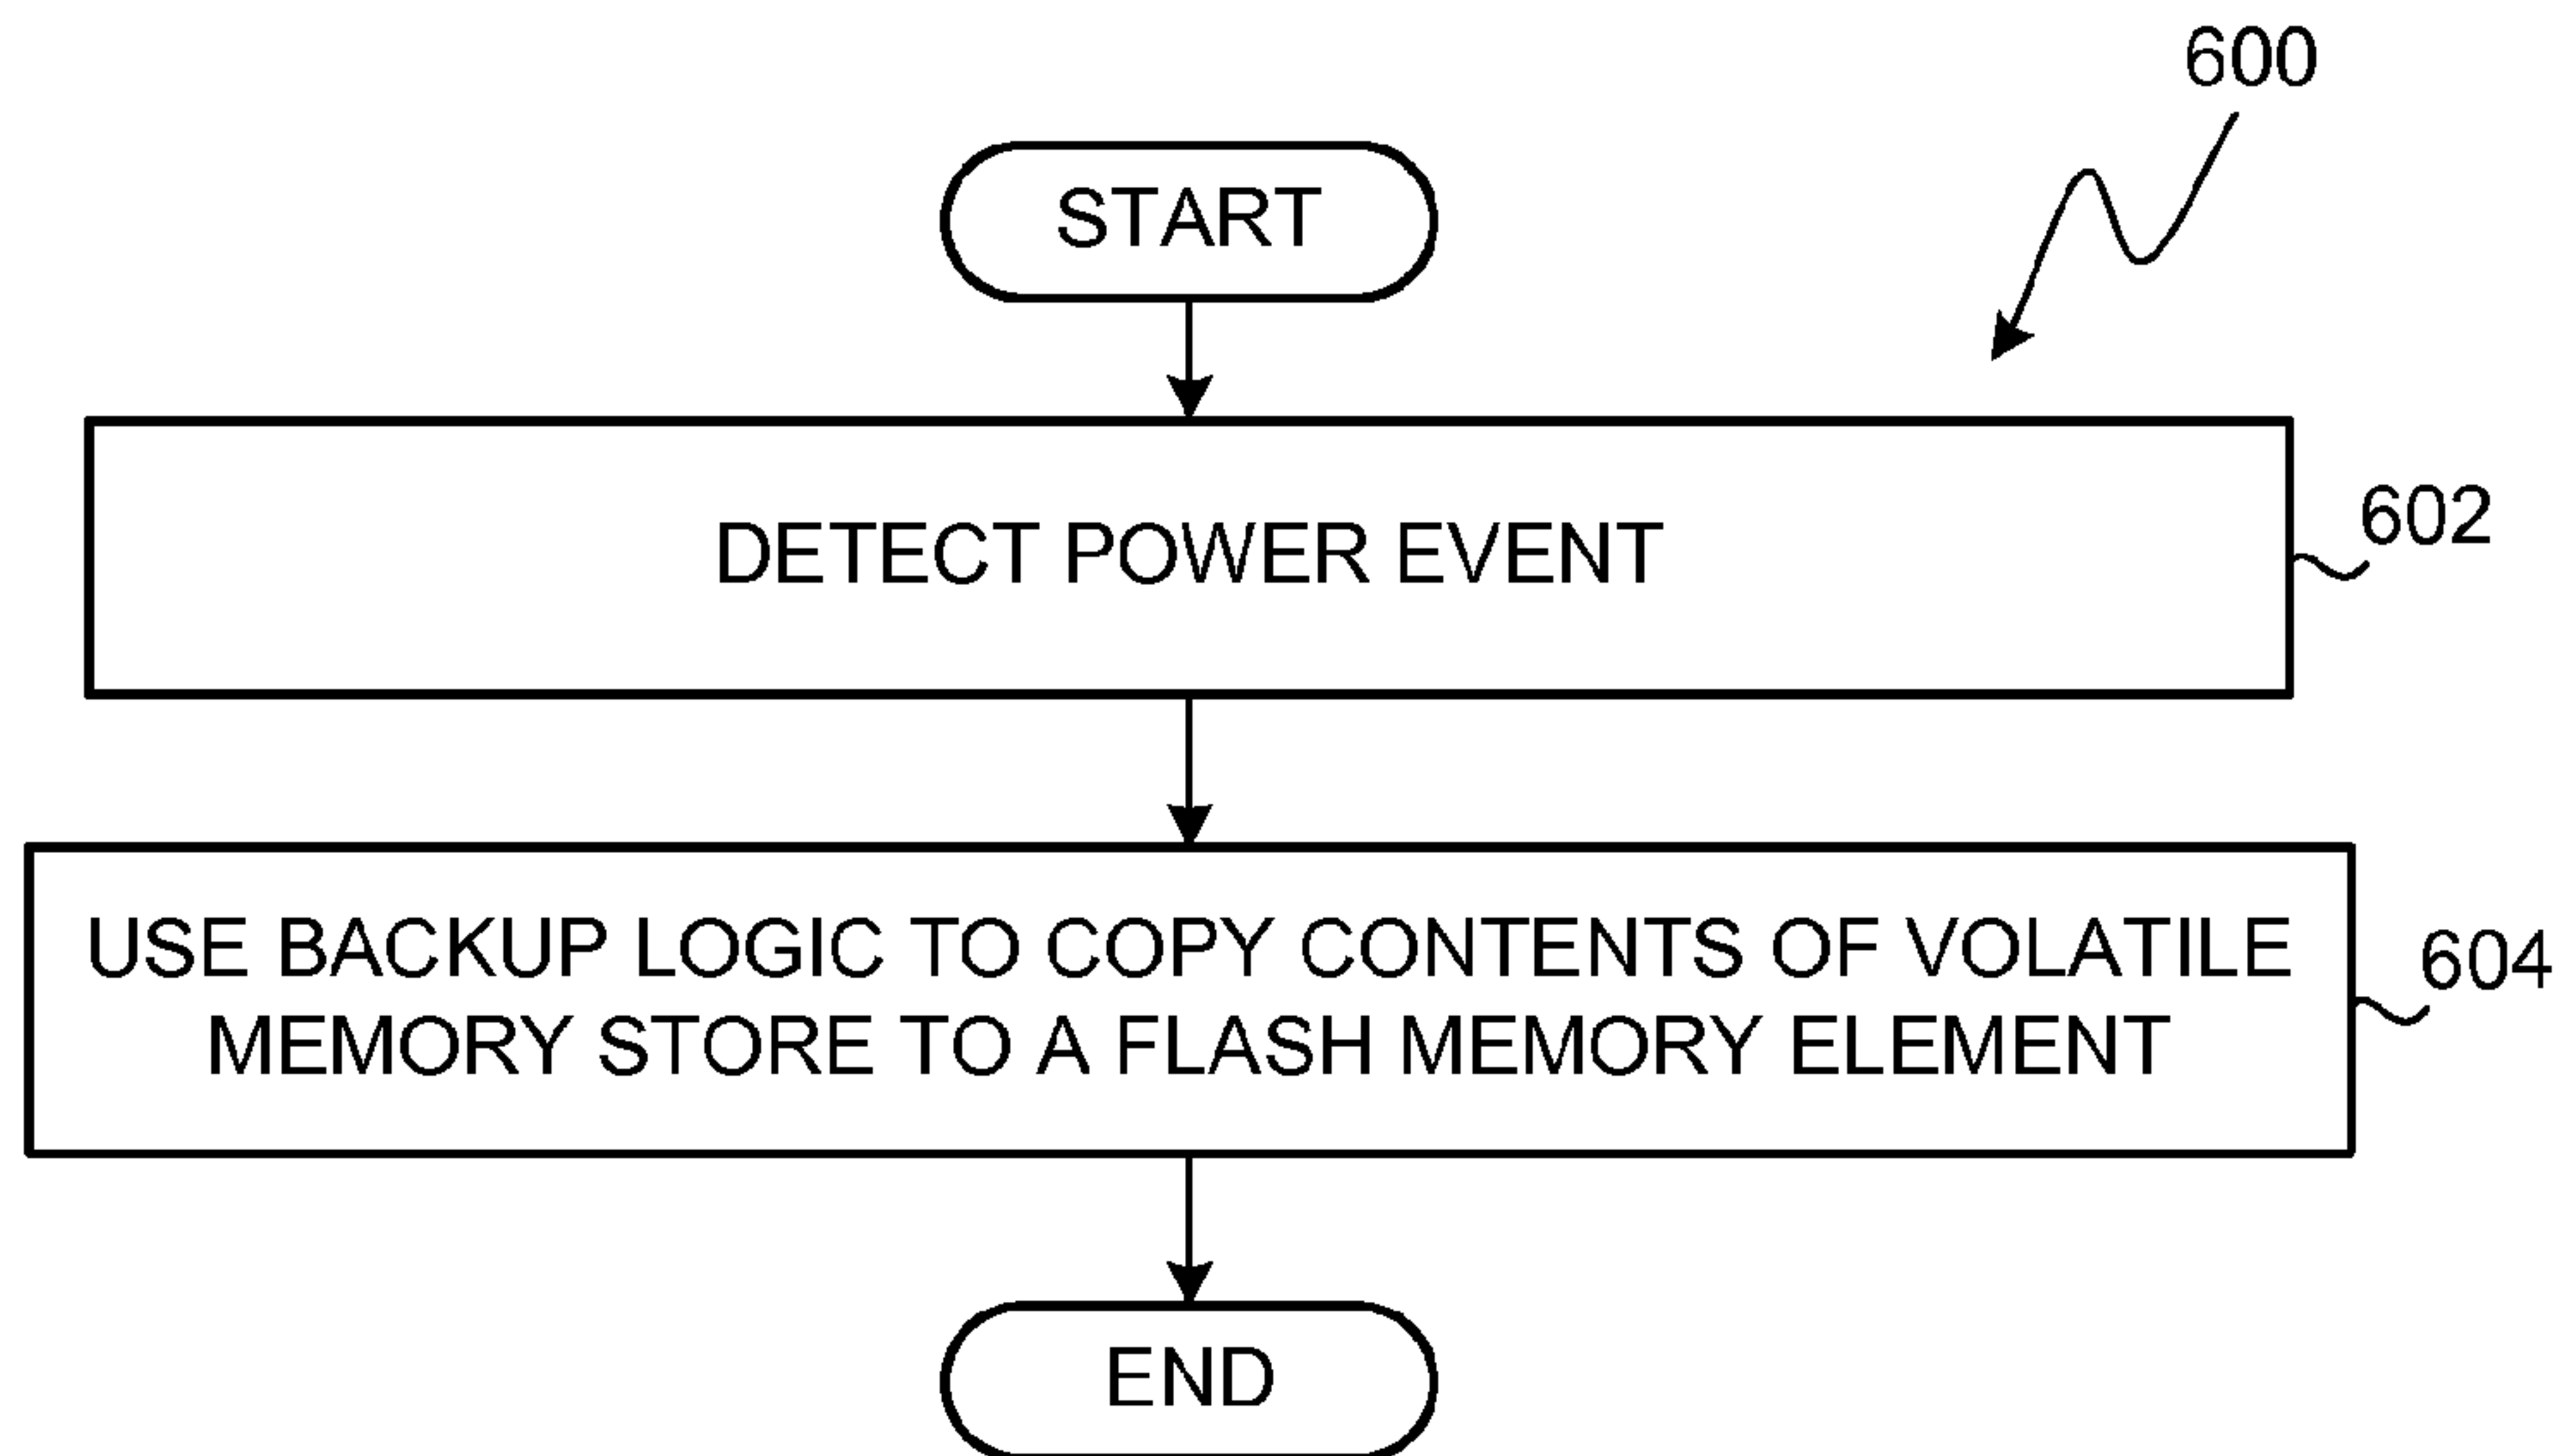 600
START
DETECT POWER EVENT
602
USE BACKUP LOGIC TO COPY CONTENTS OF VOLATILE
MEMORY STORE TO A FLASH MEMORY ELEMENT
604
END